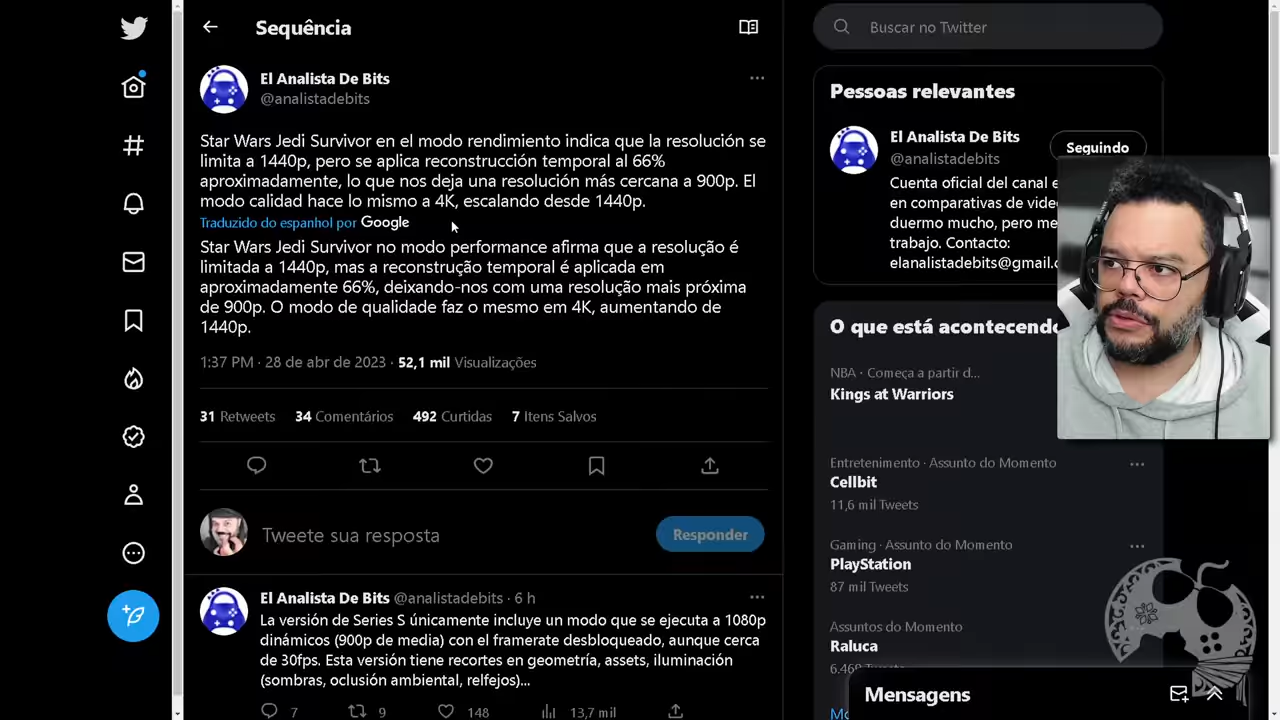 Sequência
Buscar no Twitter
El Analista De Bits
@analistadebits
Star Wars Jedi Survivor en el modo rendimiento indica que la resolución se
limita a 1440p, pero se aplica reconstrucción temporal al 66%
aproximadamente, lo que nos deja una resolución más cercana a 900p. El
modo calidad hace lo mismo a 4K, escalando desde 1440p.
Traduzido do espanhol por Google
Star Wars Jedi Survivor no modo performance afirma que a resolução é
limitada a 1440p, mas a reconstrução temporal é aplicada em
aproximadamente 66%, deixando-nos com uma resolução mais próxima
de 900p. O modo de qualidade faz o mesmo em 4K, aumentando de
1440p.
1:37 PM · 28 de abr de 2023 · 52,1 mil Visualizações
31 Retweets 34 Comentários 492 Curtidas 7 Itens Salvos
Tweete sua resposta
Responder
El Analista De Bits @analistadebits · 6 h
La versión de Series S únicamente incluye un modo que se ejecuta a 1080p
dinámicos (900p de media) con el framerate desbloqueado, aunque cerca
de 30fps. Esta versión tiene recortes en geometría, assets, iluminación
(sombras, oclusión ambiental, relfejos)...
7 9 148 13,7 mil
Pessoas relevantes
El Analista De Bits
@analistadebits
Seguindo
Cuenta oficial del canal
en comparativas de
duermo mucho, pero
trabajo. Contacto:
elanalistadebits@gmail.
O que está acontecendo
NBA · Começa a partir d...
Kings at Warriors
Entretenimento · Assunto do Momento
Cellbit
11,6 mil Tweets
Gaming · Assunto do Momento
PlayStation
87 mil Tweets
Assuntos do Momento
Raluca
Mensagens